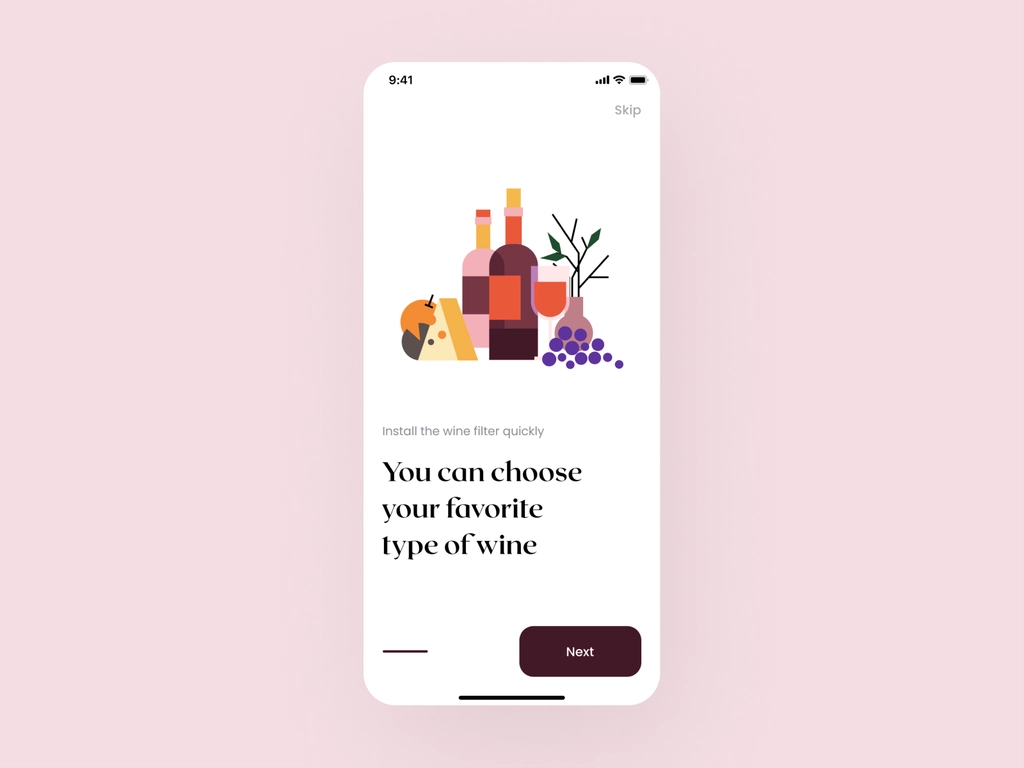 9:41
Skip
Install the wine filter quickly
You can choose
your favorite
type of wine
Next